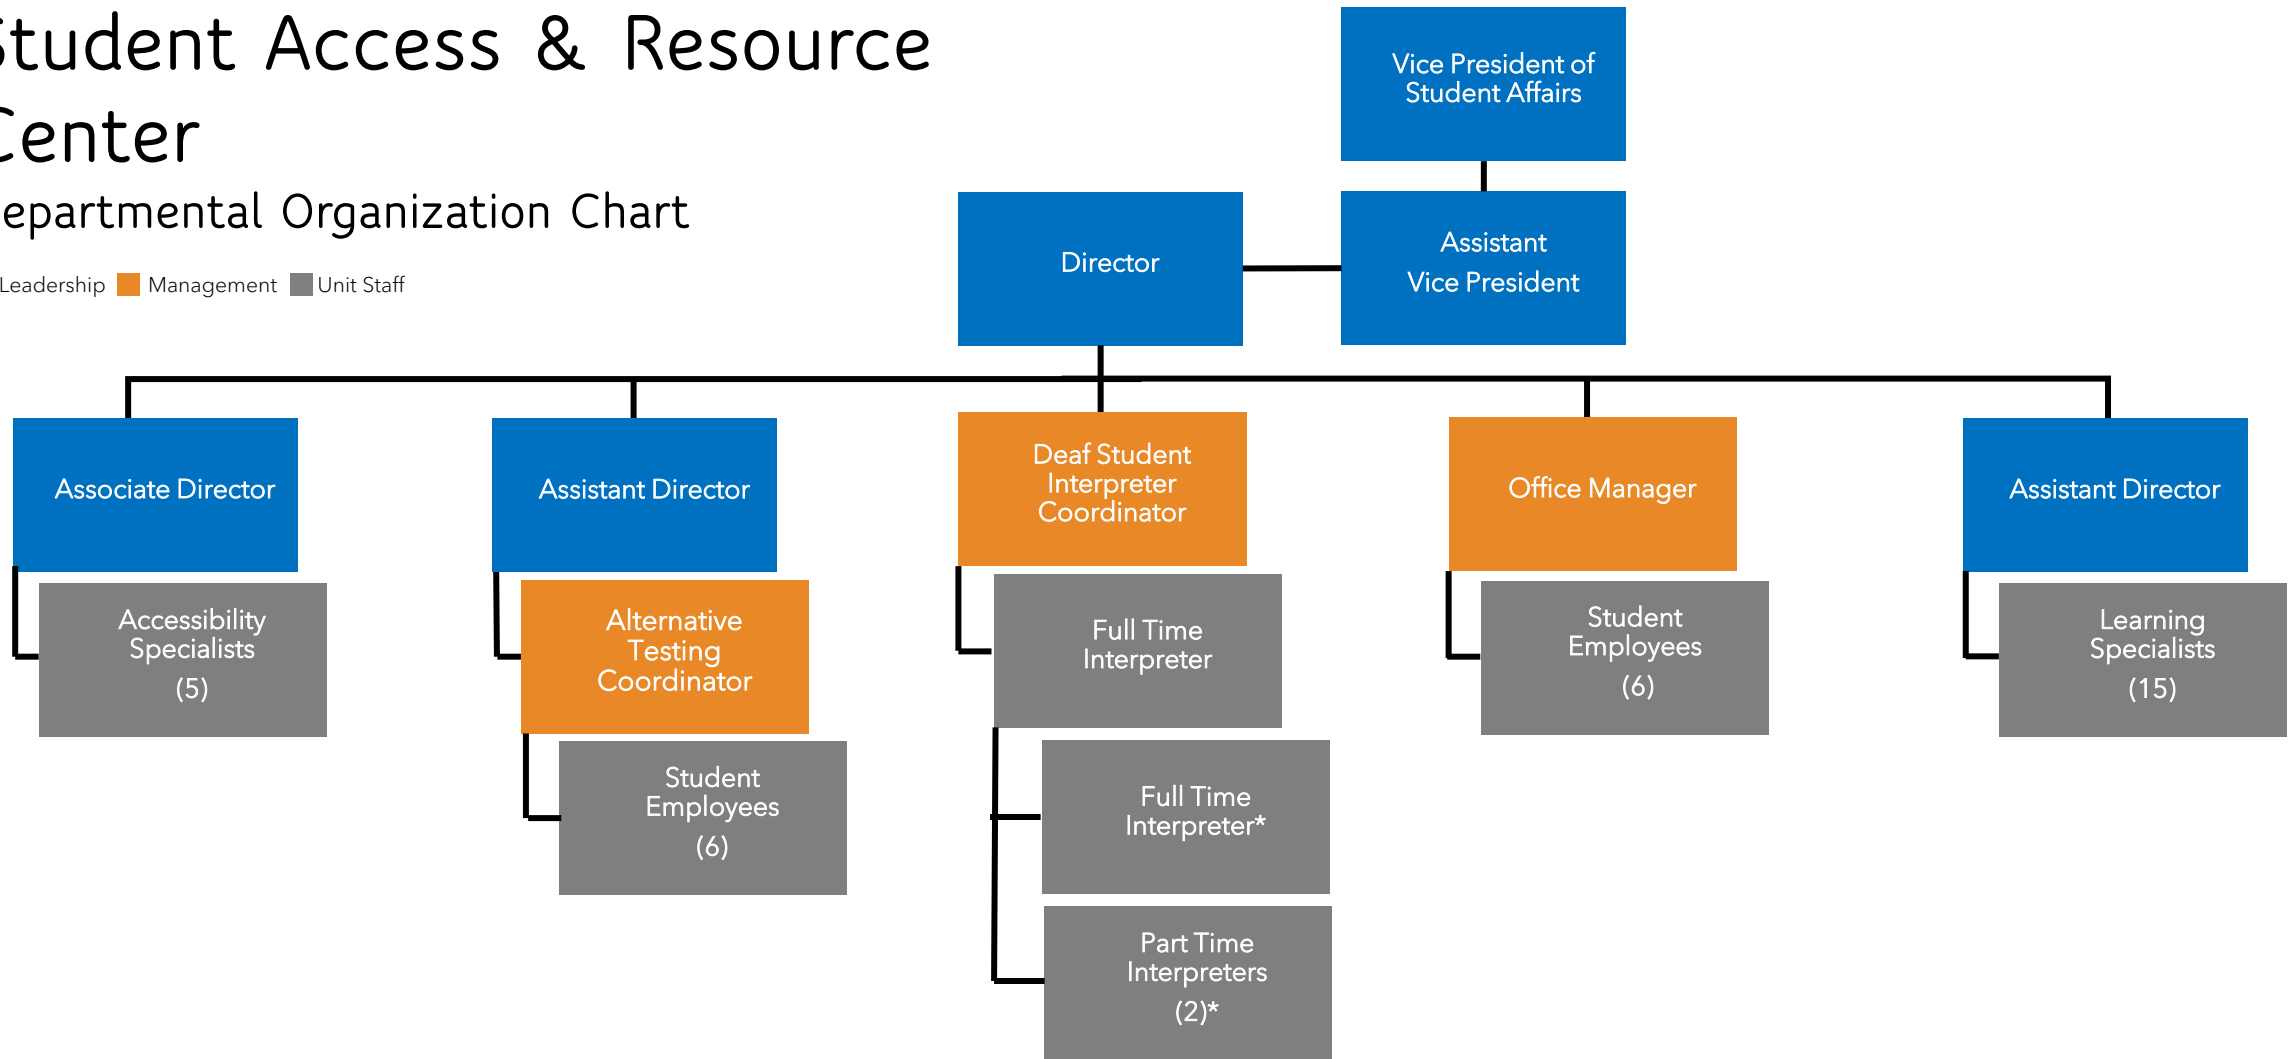 Student Access & Resource
Center
epartmental Organization Chart
Leadership Management Unit Staff
Vice President of
Student Affairs
Director
Assistant
Vice President
Associate Director
Assistant Director
Deaf Student
Interpreter
Coordinator
Office Manager
Assistant Director
Accessibility
Specialists
(5)
Alternative
Testing
Coordinator
Student
Employees
(6)
Full Time
Interpreter
Full Time
Interpreter*
Part Time
Interpreters
(2)*
Student
Employees
(6)
Learning
Specialists
(15)